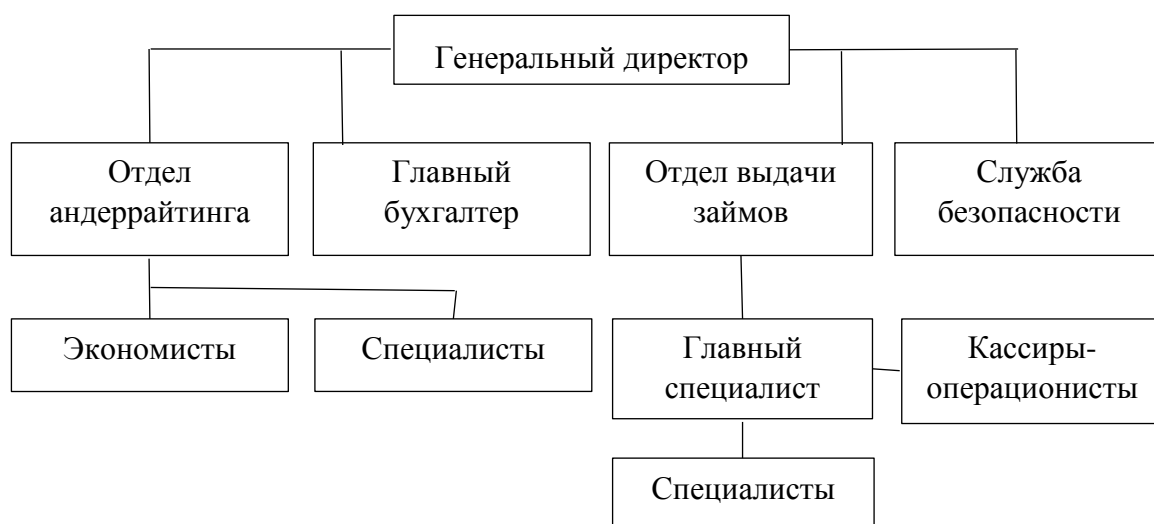 Генеральный директор
Отдел
андеррайтинга
Главный
бухгалтер
Отдел выдачи
займов
Служба
безопасности
Экономисты
Специалисты
Главный
специалист
Кассиры-
операционисты
Специалисты